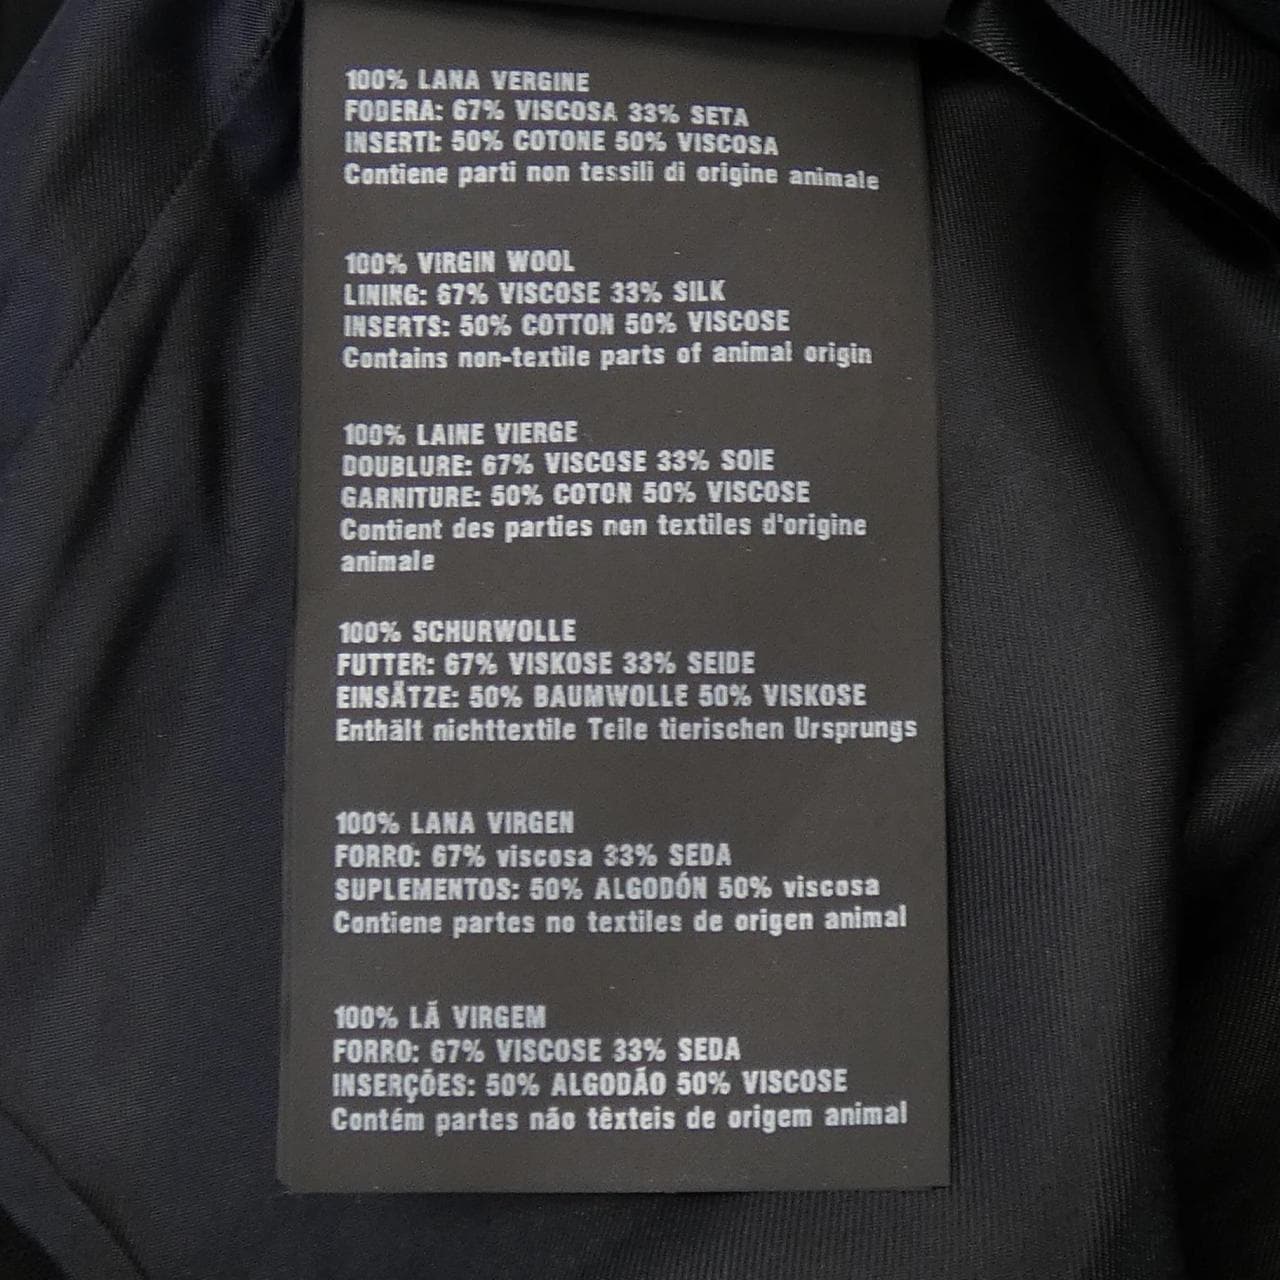 100% LANA VERGINE
FODERA: 67% VISCOSA 33% SETA
INSERTI: 50% COTONE 50% VISCOSA
Contiene parti non tessili di origine animale
100% VIRGIN WOOL
LINING: 67% VISCOSE 33% SILK
INSERTS: 50% COTTON 50% VISCOSE
Contains non-textile parts of animal origin
100% LAINE VIERGE
DOUBLURE: 67% VISCOSE 33% SOIE
GARNITURE: 50% COTON 50% VISCOSE
Contient des parties non textiles d'origine
animale
100% SCHURWOLLE
FUTTER: 67% VISKOSE 33% SEIDE
EINSÄTZE: 50% BAUMWOLLE 50% VISKOSE
Enthält nichttextile Teile tierischen Ursprungs
100% LANA VIRGEN
FORRO: 67% viscosa 33% SEDA
SUPLEMENTOS: 50% ALGODÓN 50% viscosa
Contiene partes no textiles de origen animal
100% LÃ VIRGEM
FORRO: 67% VISCOSE 33% SEDA
INSERÇÕES: 50% ALGODÃO 50% VISCOSE
Contém partes não têxteis de origem animal